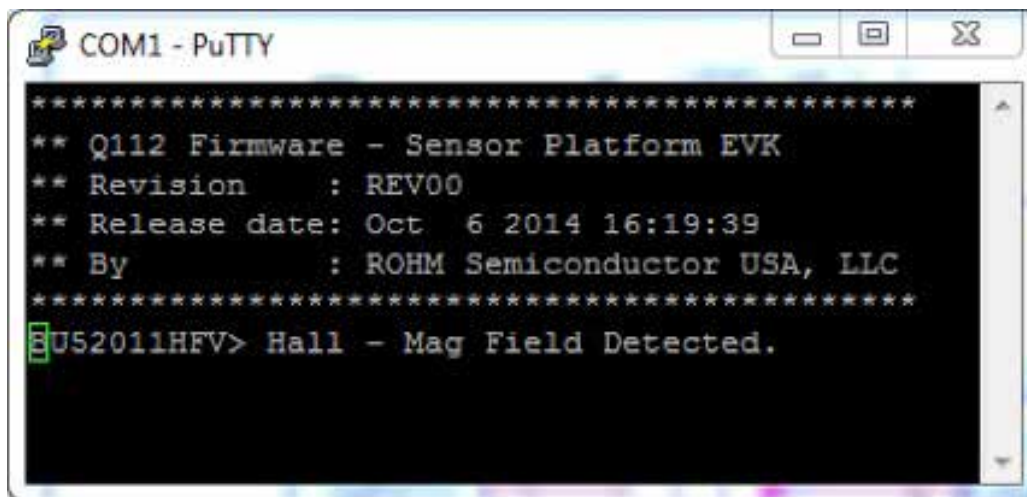 COM1 - PuTTY
*********************************************
** Q112 Firmware - Sensor Platform EVK
** Revision    : REV00
** Release date: Oct  6 2014 16:19:39
** By          : ROHM Semiconductor USA, LLC
*********************************************
BU52011HFV> Hall - Mag Field Detected.